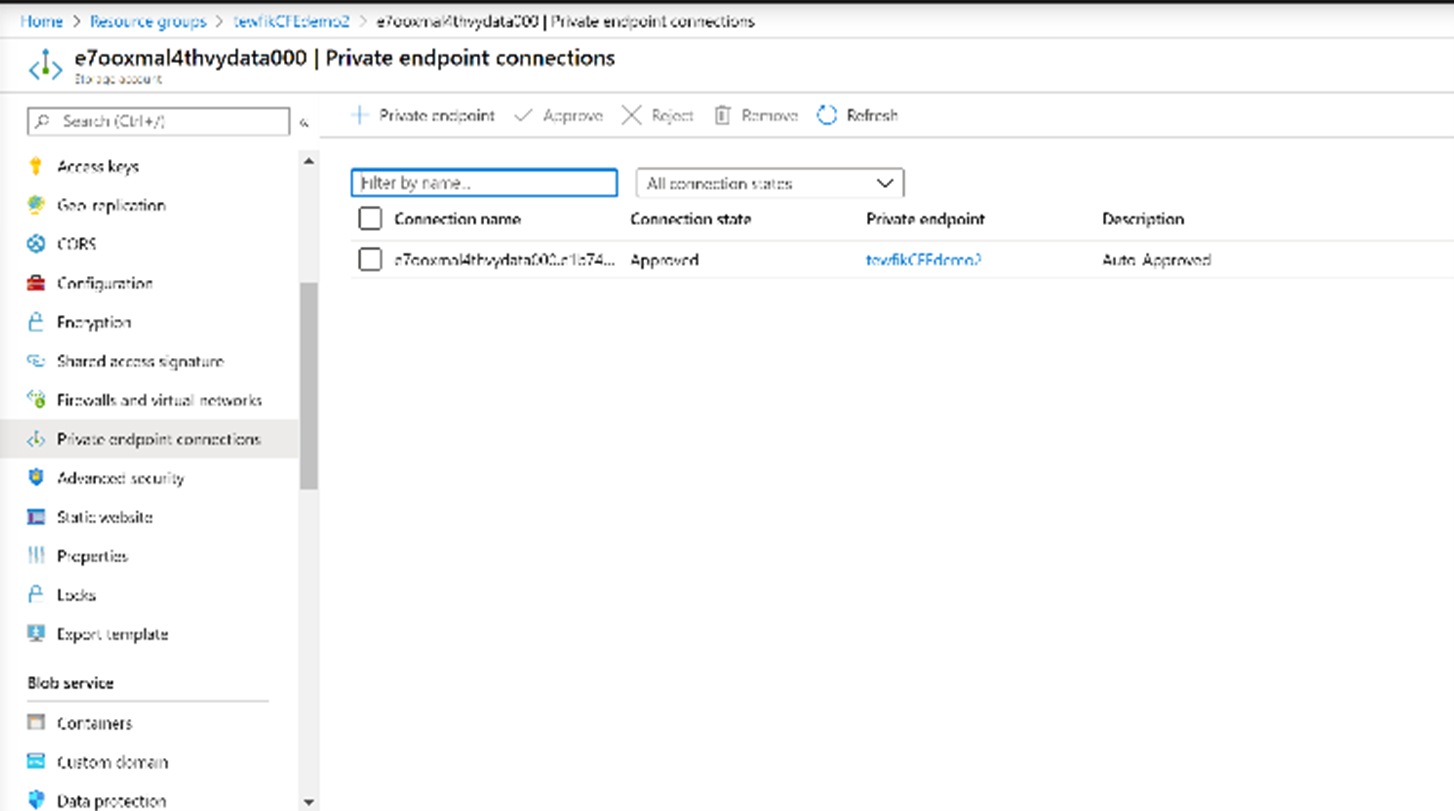 Home > Resource groups > tewfikCFEdemo2 > e7ooxmal4thvydata000 | Private endpoint connections
e7ooxmal4thvydata000 | Private endpoint connections
Storage account
Search (Ctrl+/)
«
Private endpoint
Approve
Reject
Remove
Refresh
Access keys
Geo-replication
CORS
Configuration
Encryption
Shared access signature
Firewalls and virtual networks
Private endpoint connections
Advanced security
Static website
Properties
Locks
Export template
Blob service
Containers
Custom domain
Data protection
Filter by name...
All connection states
Connection name Connection state Private endpoint Description
Approved tewfikCFEdemo2 Auto-Approved